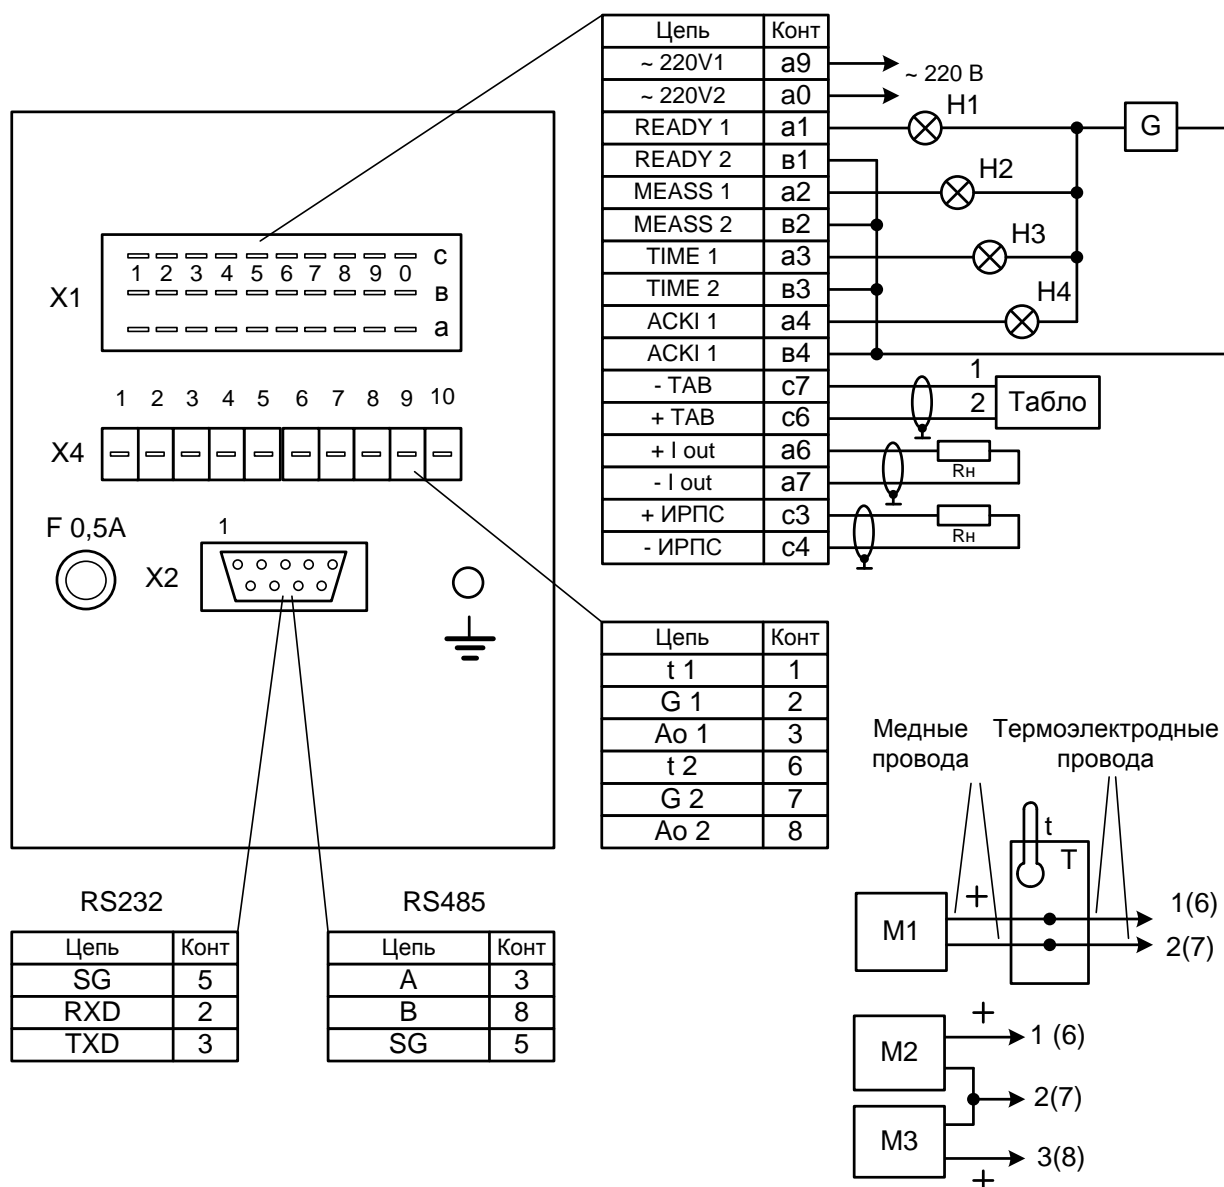 Цепь Конт
~ 220V1 а9
~ 220V2 а0
READY 1 а1
READY 2 в1
MEASS 1 а2
MEASS 2 в2
TIME 1 а3
TIME 2 в3
ACKI 1 а4
ACKI 1 в4
- TAB с7
+ TAB с6
+ I out а6
- I out а7
+ ИРПС с3
- ИРПС с4
~ 220 В
H1
G
H2
H3
H4
1
2
Табло
Rн
Rн
X1
1 2 3 4 5 6 7 8 9 0
с
в
а
1 2 3 4 5 6 7 8 9 10
X4
F 0,5A
X2
1
Цепь Конт
t 1 1
G 1 2
Ao 1 3
t 2 6
G 2 7
Ao 2 8
RS232
Цепь Конт
SG 5
RXD 2
TXD 3
RS485
Цепь Конт
A 3
B 8
SG 5
Медные
провода
Термоэлектродные
провода
t
T
+
M1
1(6)
2(7)
+
M2
1 (6)
2(7)
M3
3(8)
+